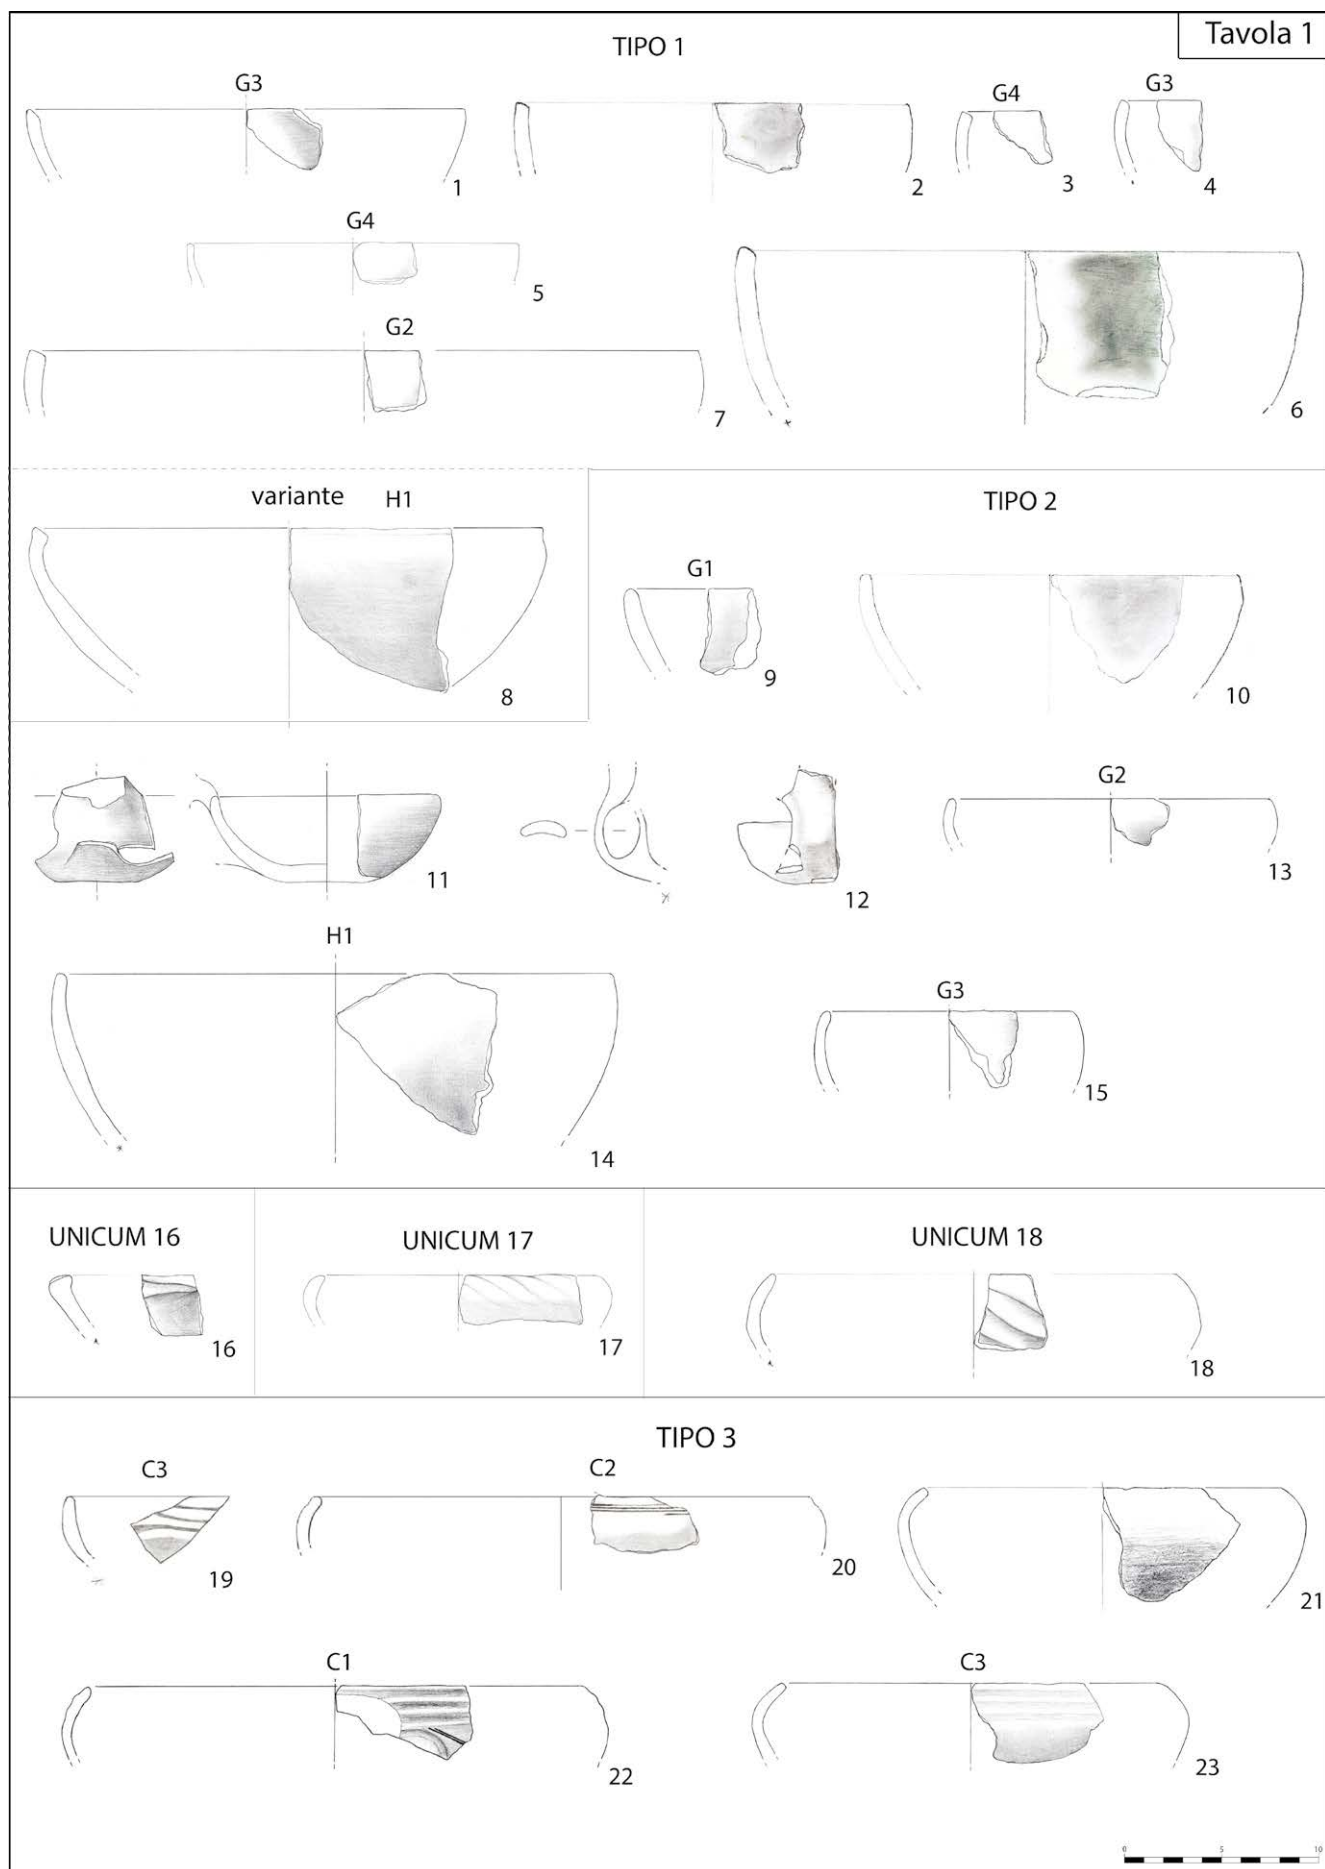 Tavola 1
TIPO 1
G3
1
2
G4
3
G3
4
G4
5
6
G2
7
variante H1
8
TIPO 2
G1
9
10
11
12
G2
13
H1
14
G3
15
UNICUM 16
16
UNICUM 17
17
UNICUM 18
18
TIPO 3
C3
19
C2
20
21
C1
22
C3
23
0 5 10